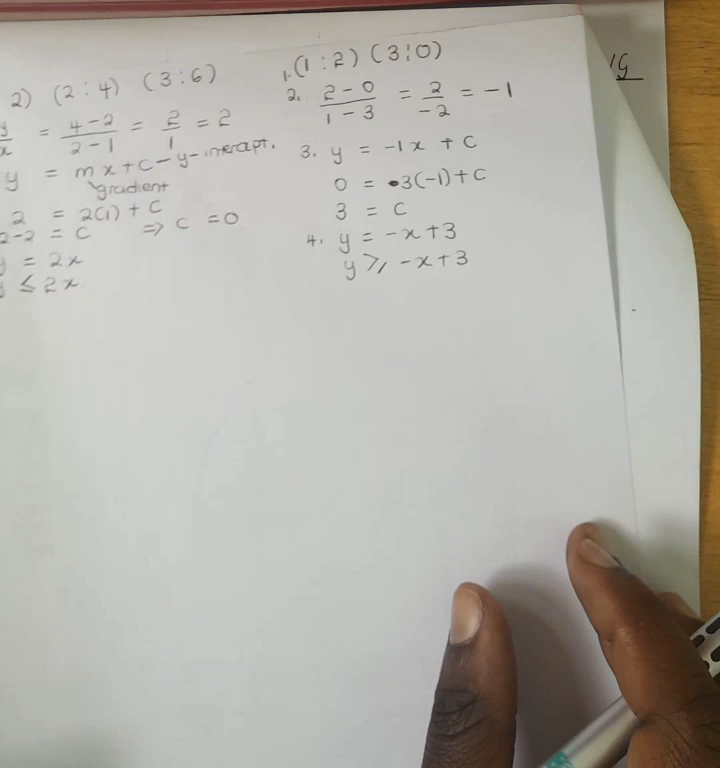 2) (2:4) (3:6)
y/x = 4-2/2-1 = 2/1 = 2
y = mx+c - y-intercept.
gradient
2 = 2(1) + c
2-2 = c ⇒ c = 0
y = 2x
y ≤ 2x.
1. (1:2) (3:0)
2. 2-0/1-3 = 2/-2 = -1
3. y = -1x + c
0 = 3(-1)+c
3 = c
4. y = -x+3
y ≥ -x+3